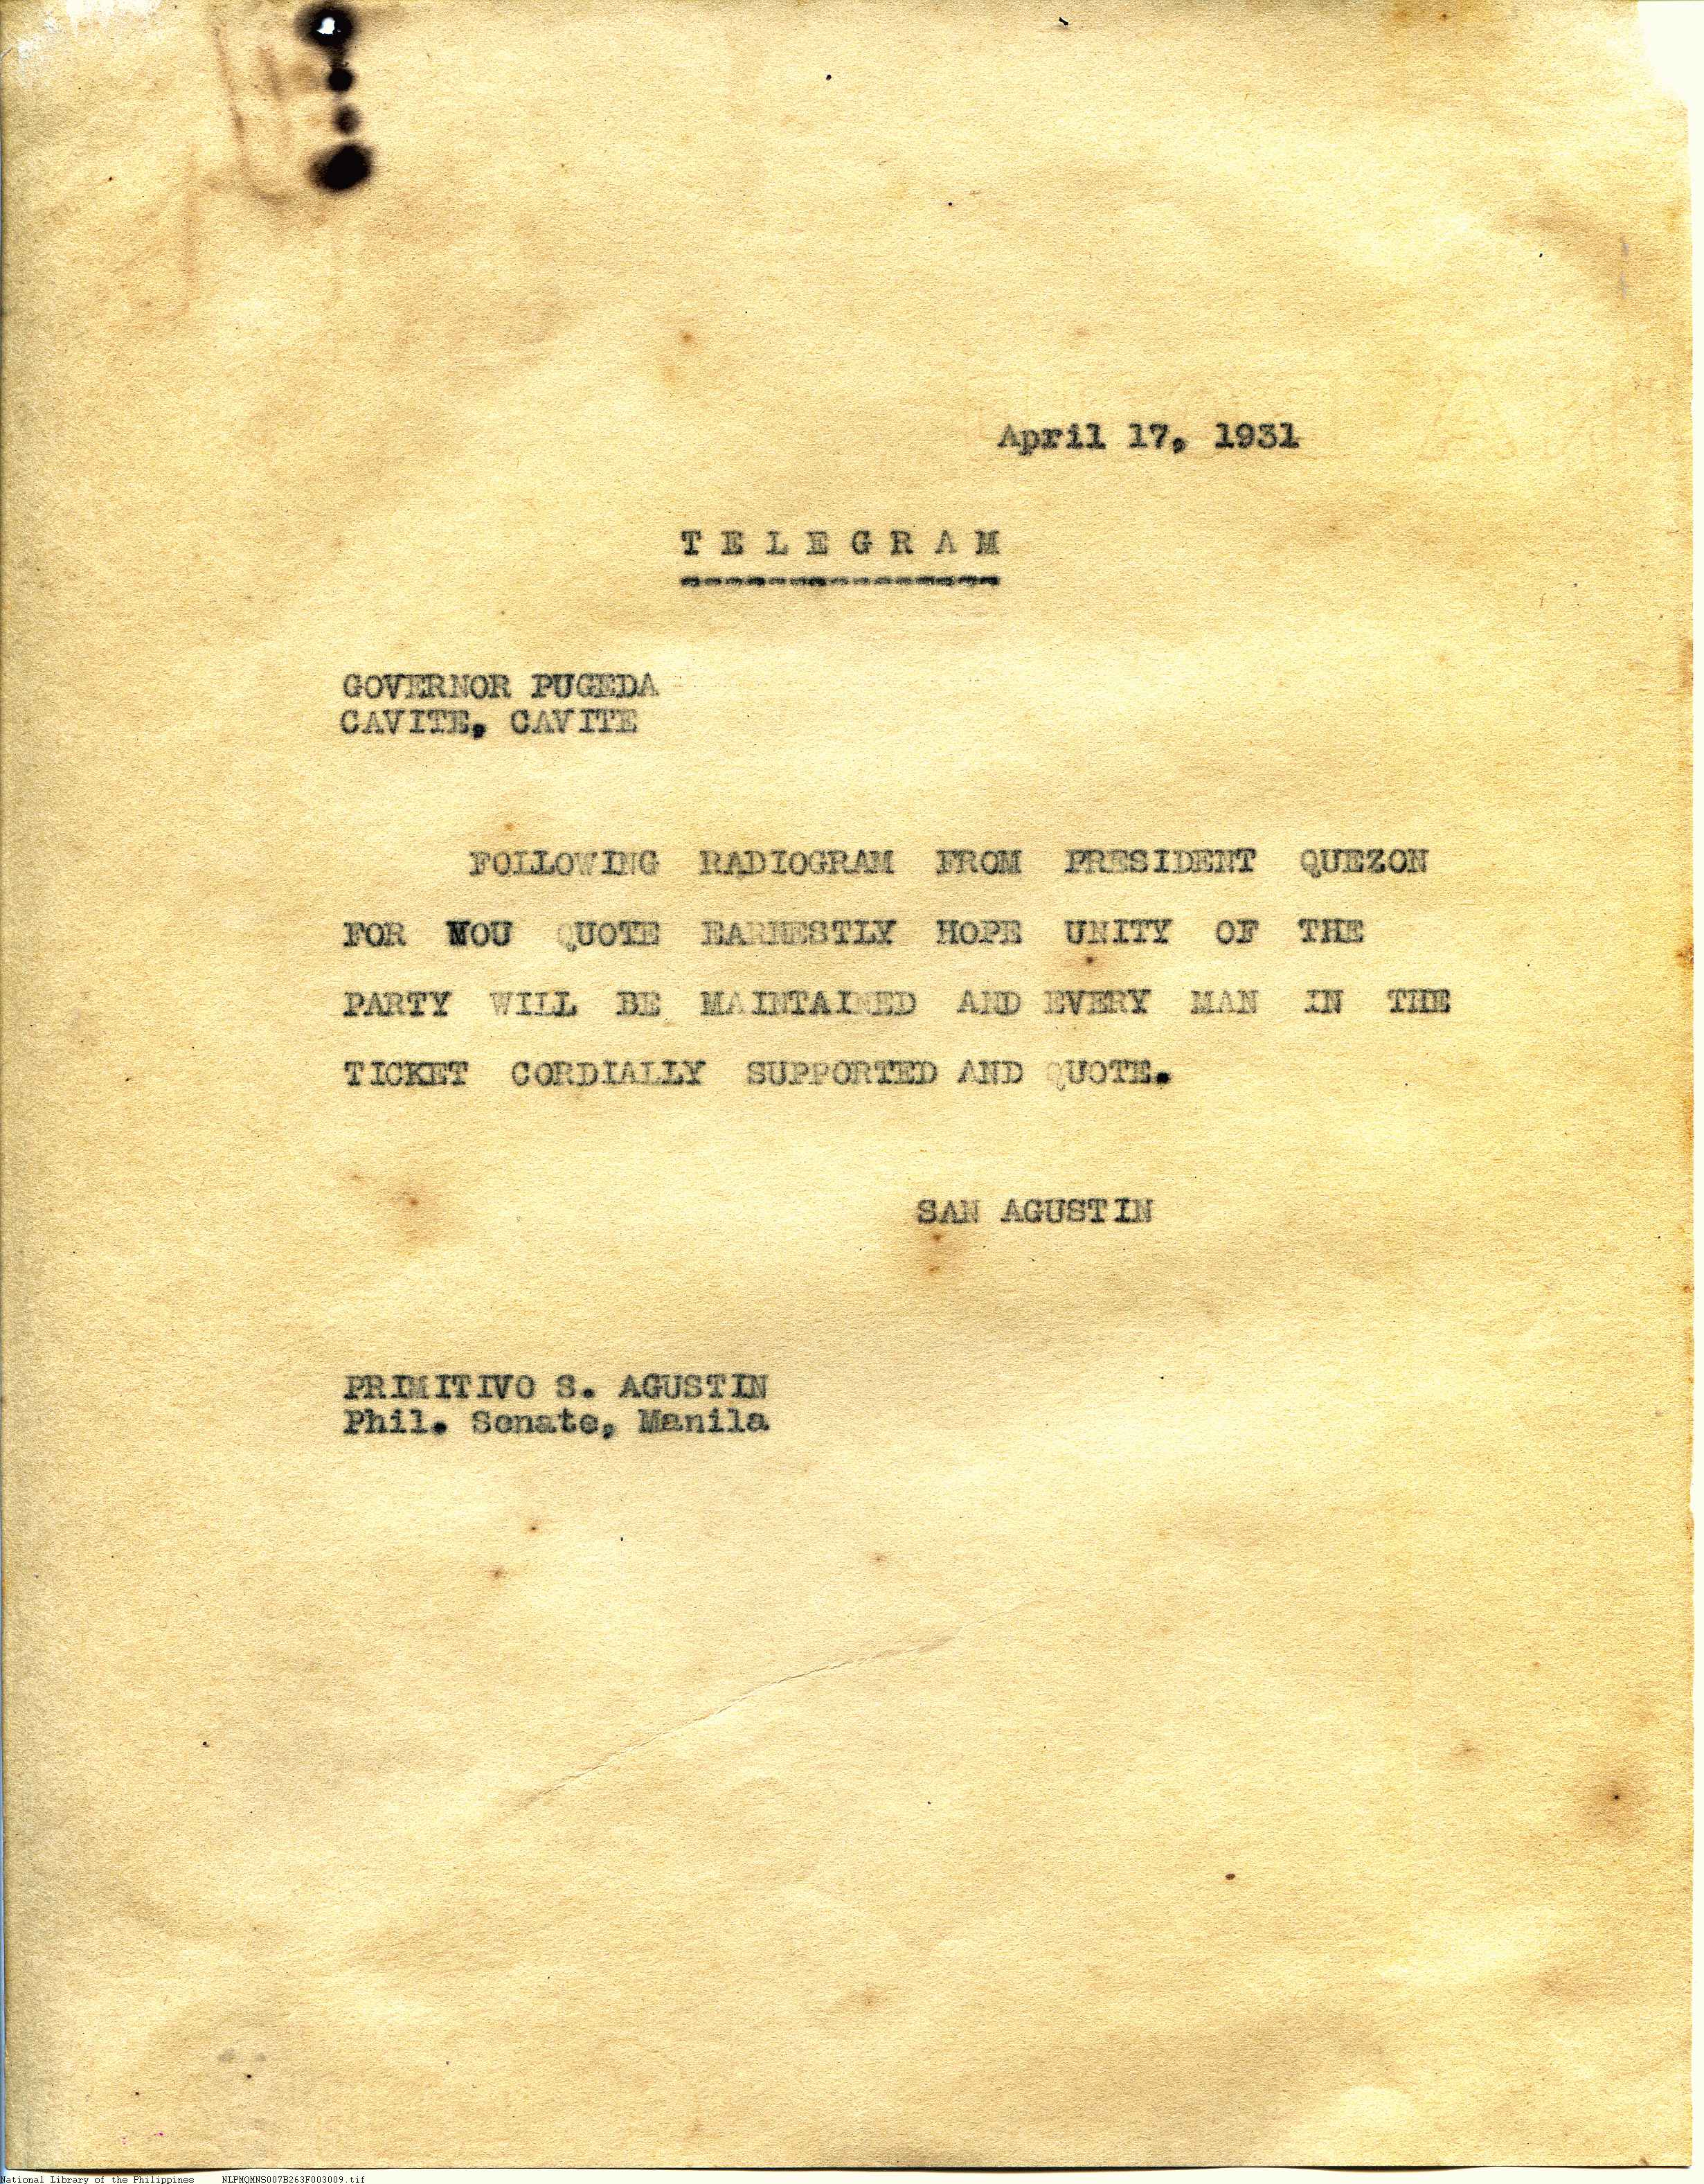 April 17, 1931
T E L E G R A M
----------------
GOVERNOR PUGEDA
CAVITE, CAVITE
FOLLOWING RADIOGRAM FROM PRESIDENT QUEZON
FOR YOU QUOTE EARNESTLY HOPE UNITY OF THE
PARTY WILL BE MAINTAINED AND EVERY MAN IN THE
TICKET CORDIALLY SUPPORTED AND QUOTE.
SAN AGUSTIN
PRIMITIVO S. AGUSTIN
Phil. Senate, Manila
National Library of the Philippines NLPMQMNS007B263F003009.tif